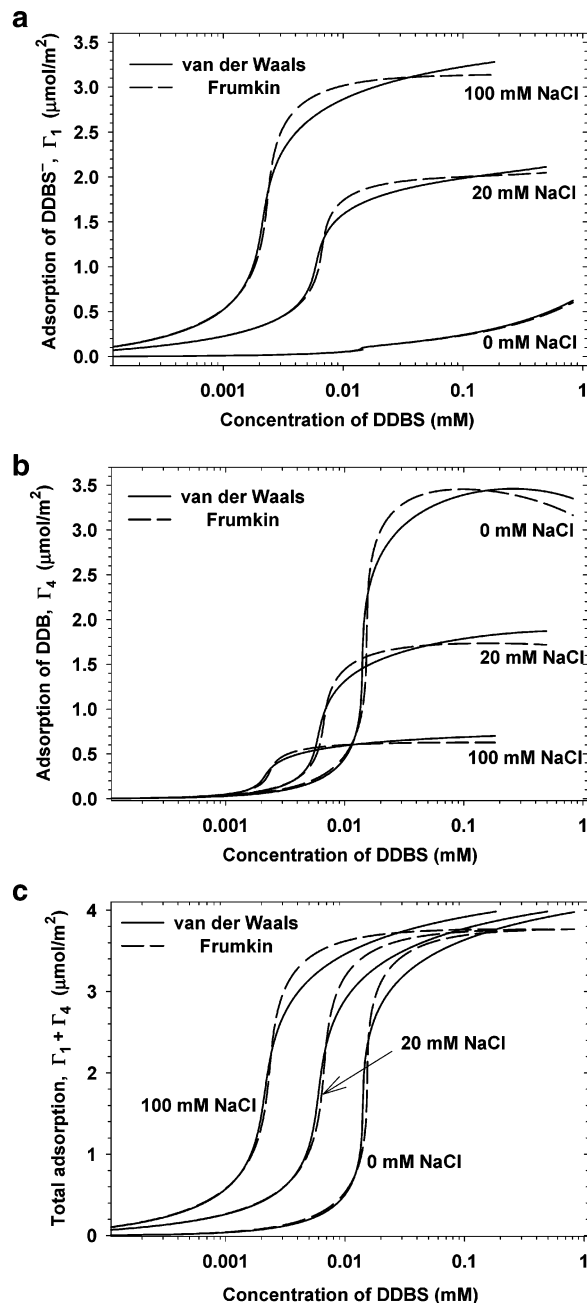 a
3.5
3.0
2.5
2.0
1.5
1.0
0.5
0.0
Adsorption of DDBS⁻, Γ₁ (μmol/m²)
van der Waals
Frumkin
100 mM NaCl
20 mM NaCl
0 mM NaCl
0.001 0.01 0.1 1
Concentration of DDBS (mM)
b
3.5
3.0
2.5
2.0
1.5
1.0
0.5
0.0
Adsorption of DDB, Γ₄ (μmol/m²)
van der Waals
Frumkin
0 mM NaCl
20 mM NaCl
100 mM NaCl
0.001 0.01 0.1 1
Concentration of DDBS (mM)
c
4
3
2
1
0
Total adsorption, Γ₁ + Γ₄ (μmol/m²)
van der Waals
Frumkin
20 mM NaCl
100 mM NaCl
0 mM NaCl
0.001 0.01 0.1 1
Concentration of DDBS (mM)